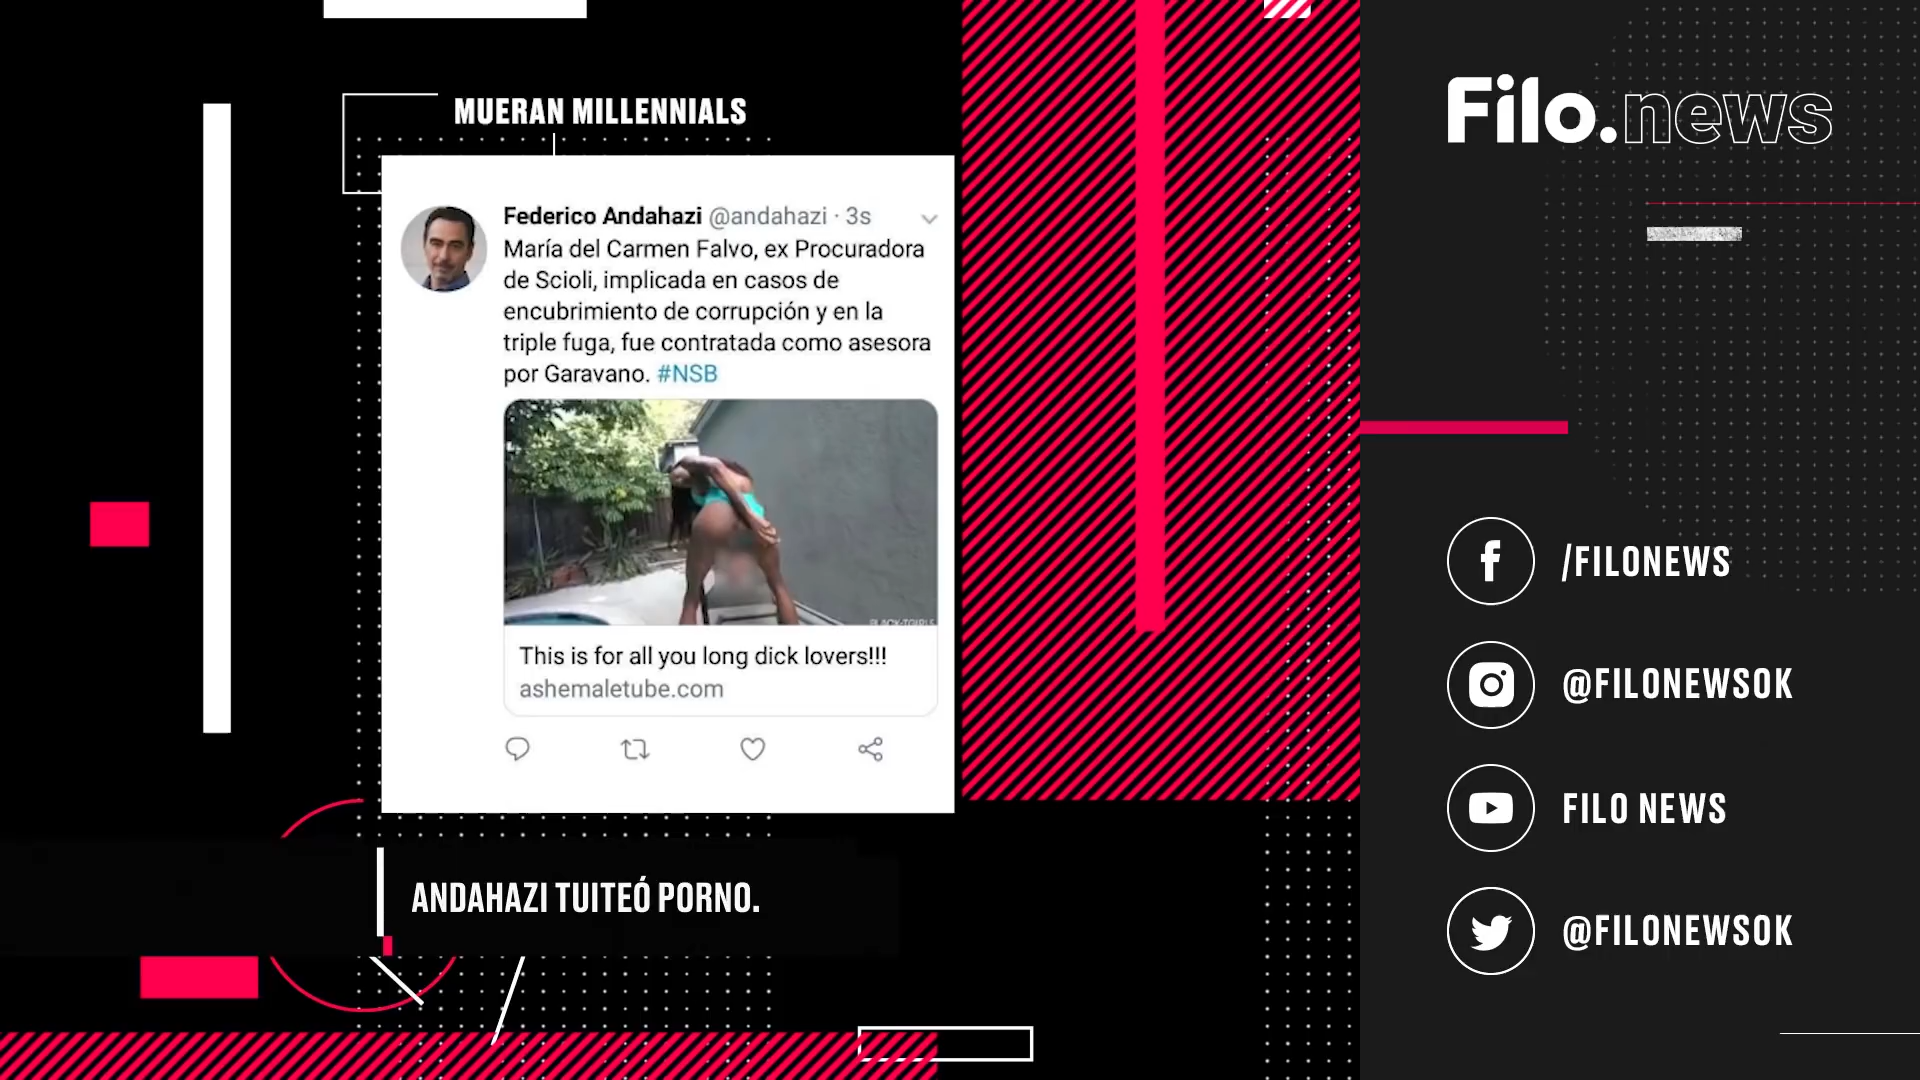 MUERAN MILLENNIALS
Federico Andahazi @andahazi · 3s
María del Carmen Falvo, ex Procuradora
de Scioli, implicada en casos de
encubrimiento de corrupción y en la
triple fuga, fue contratada como asesora
por Garavano. #NSB
BLACK-TGIRLS
This is for all you long dick lovers!!!
ashemaletube.com
ANDAHAZI TUITEÓ PORNO.
Filo.news
/FILONEWS
@FILONEWSOK
FILO NEWS
@FILONEWSOK